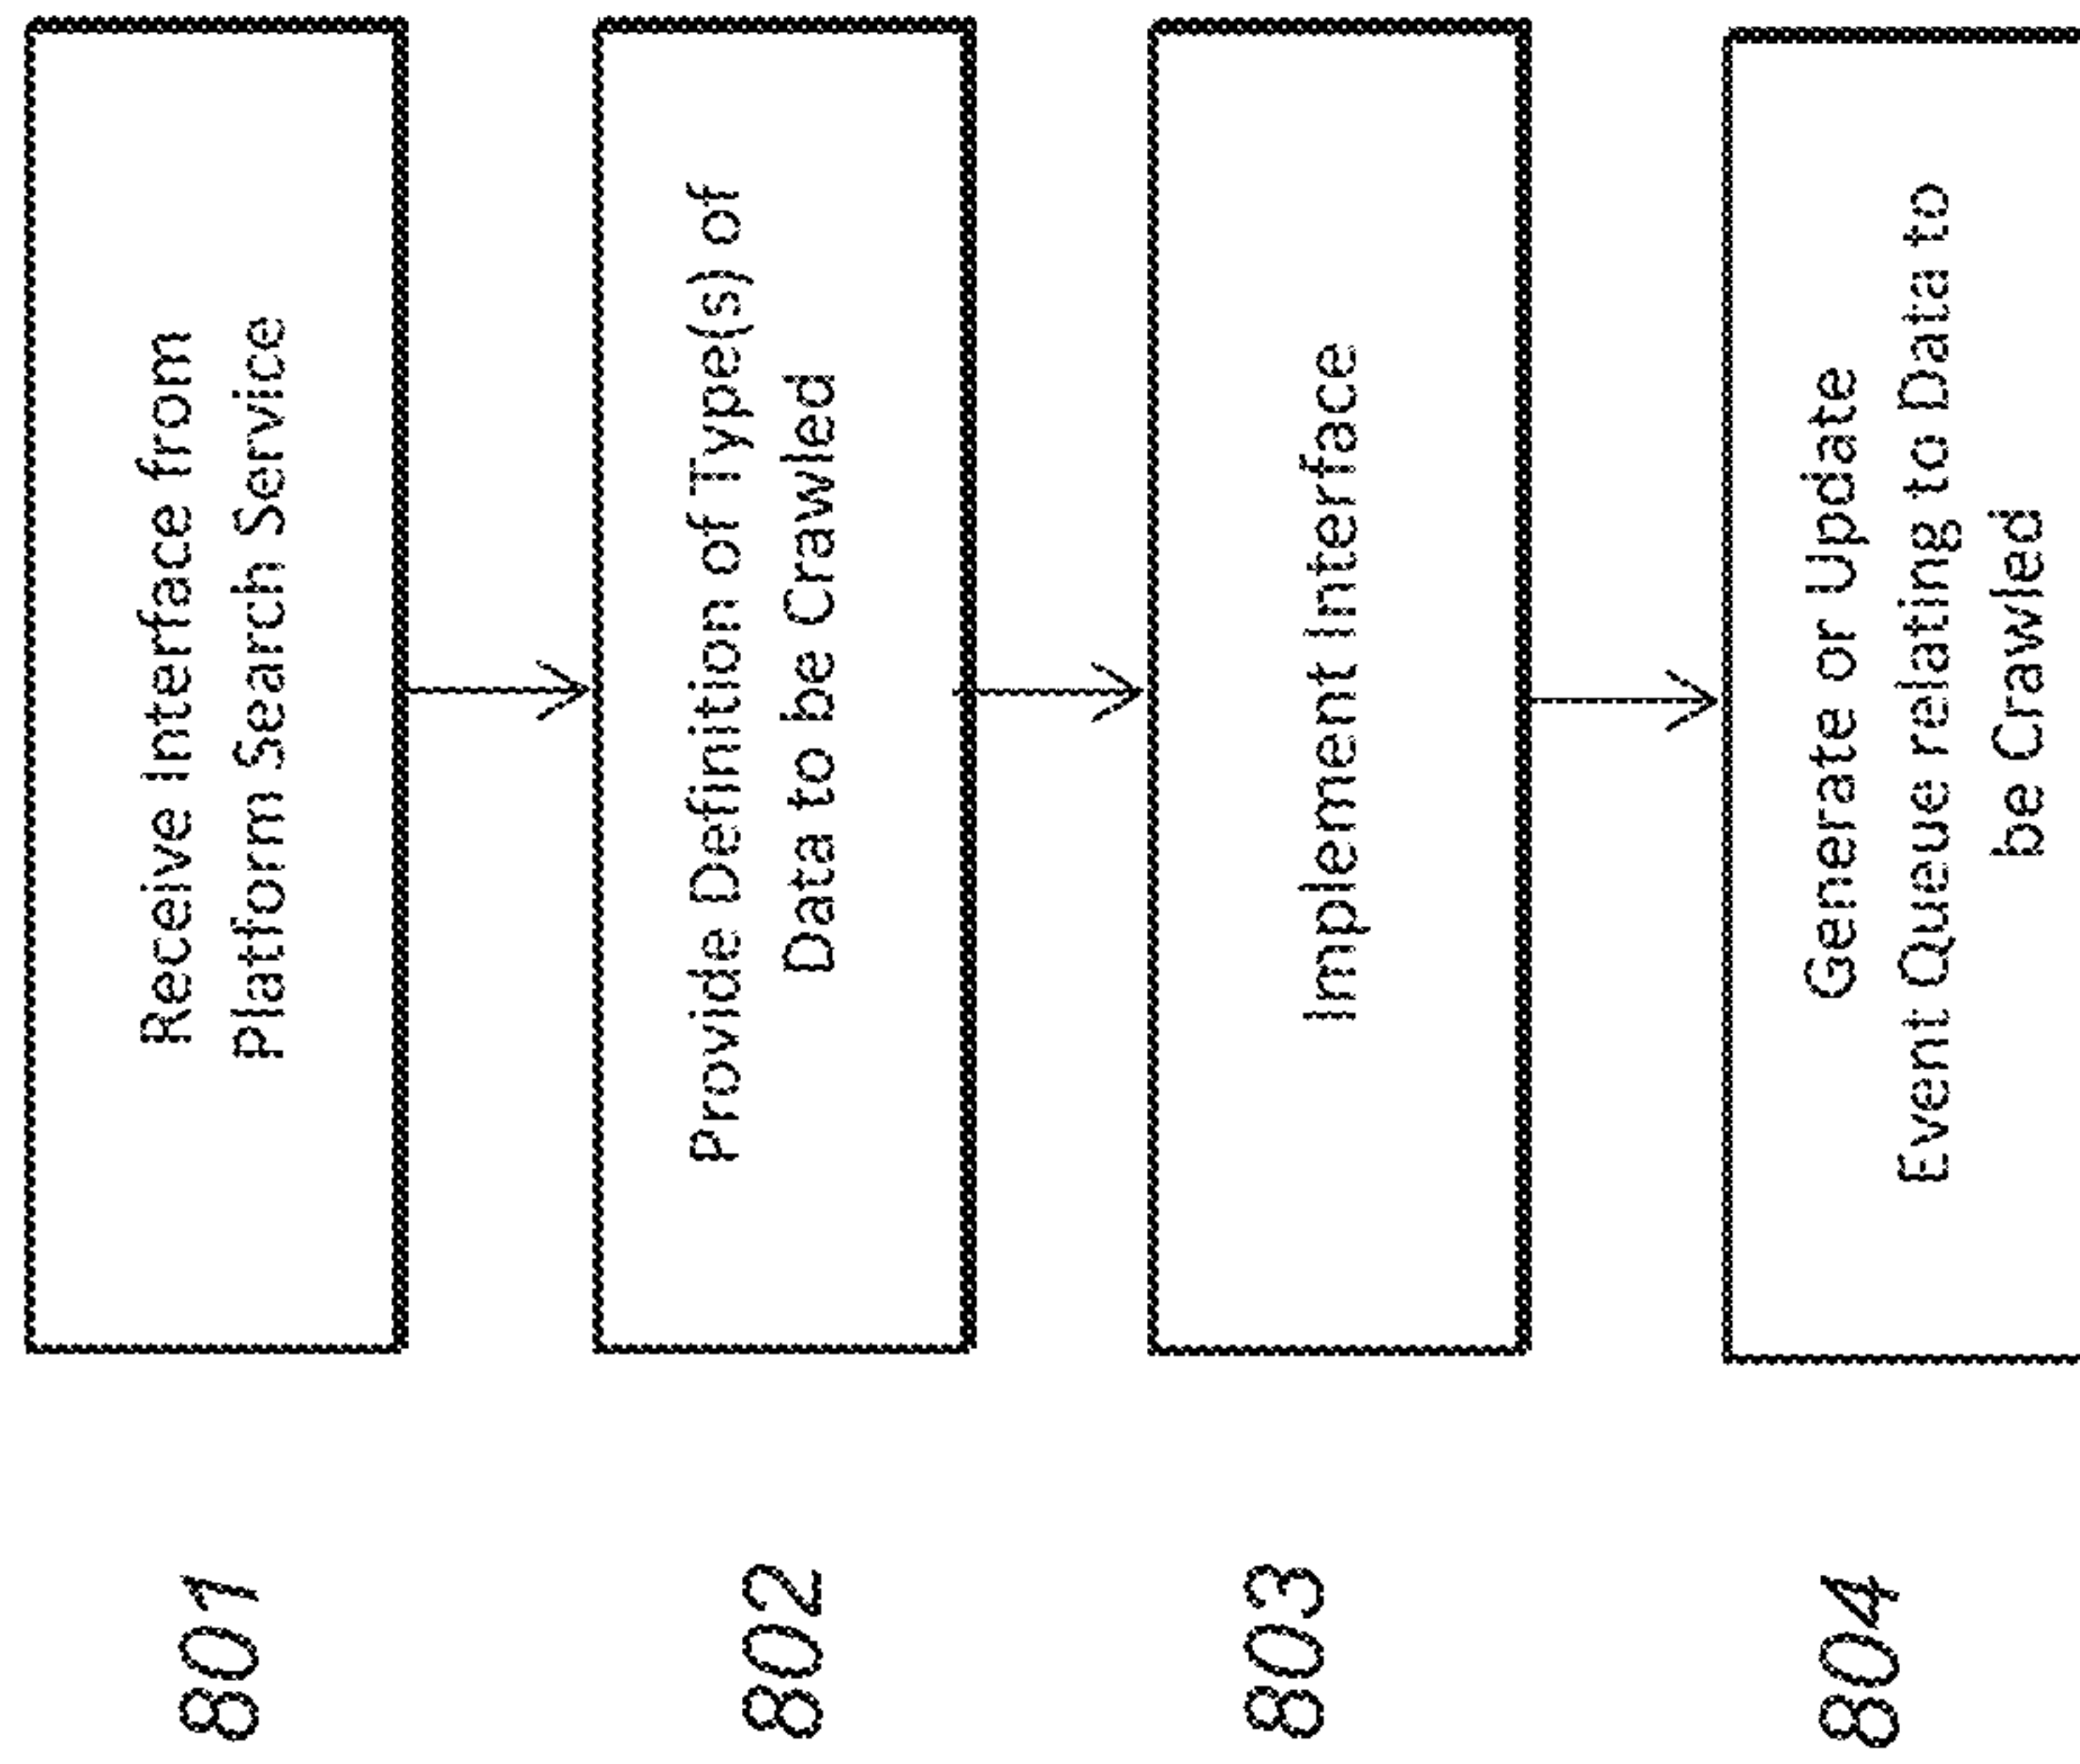 801
Receive Interface from
Platform Search Service
802
Provide Definition of Type(s) of
Data to be Crawled
803
Implement Interface
804
Generate or Update
Event Queue relating to Data to
be Crawled